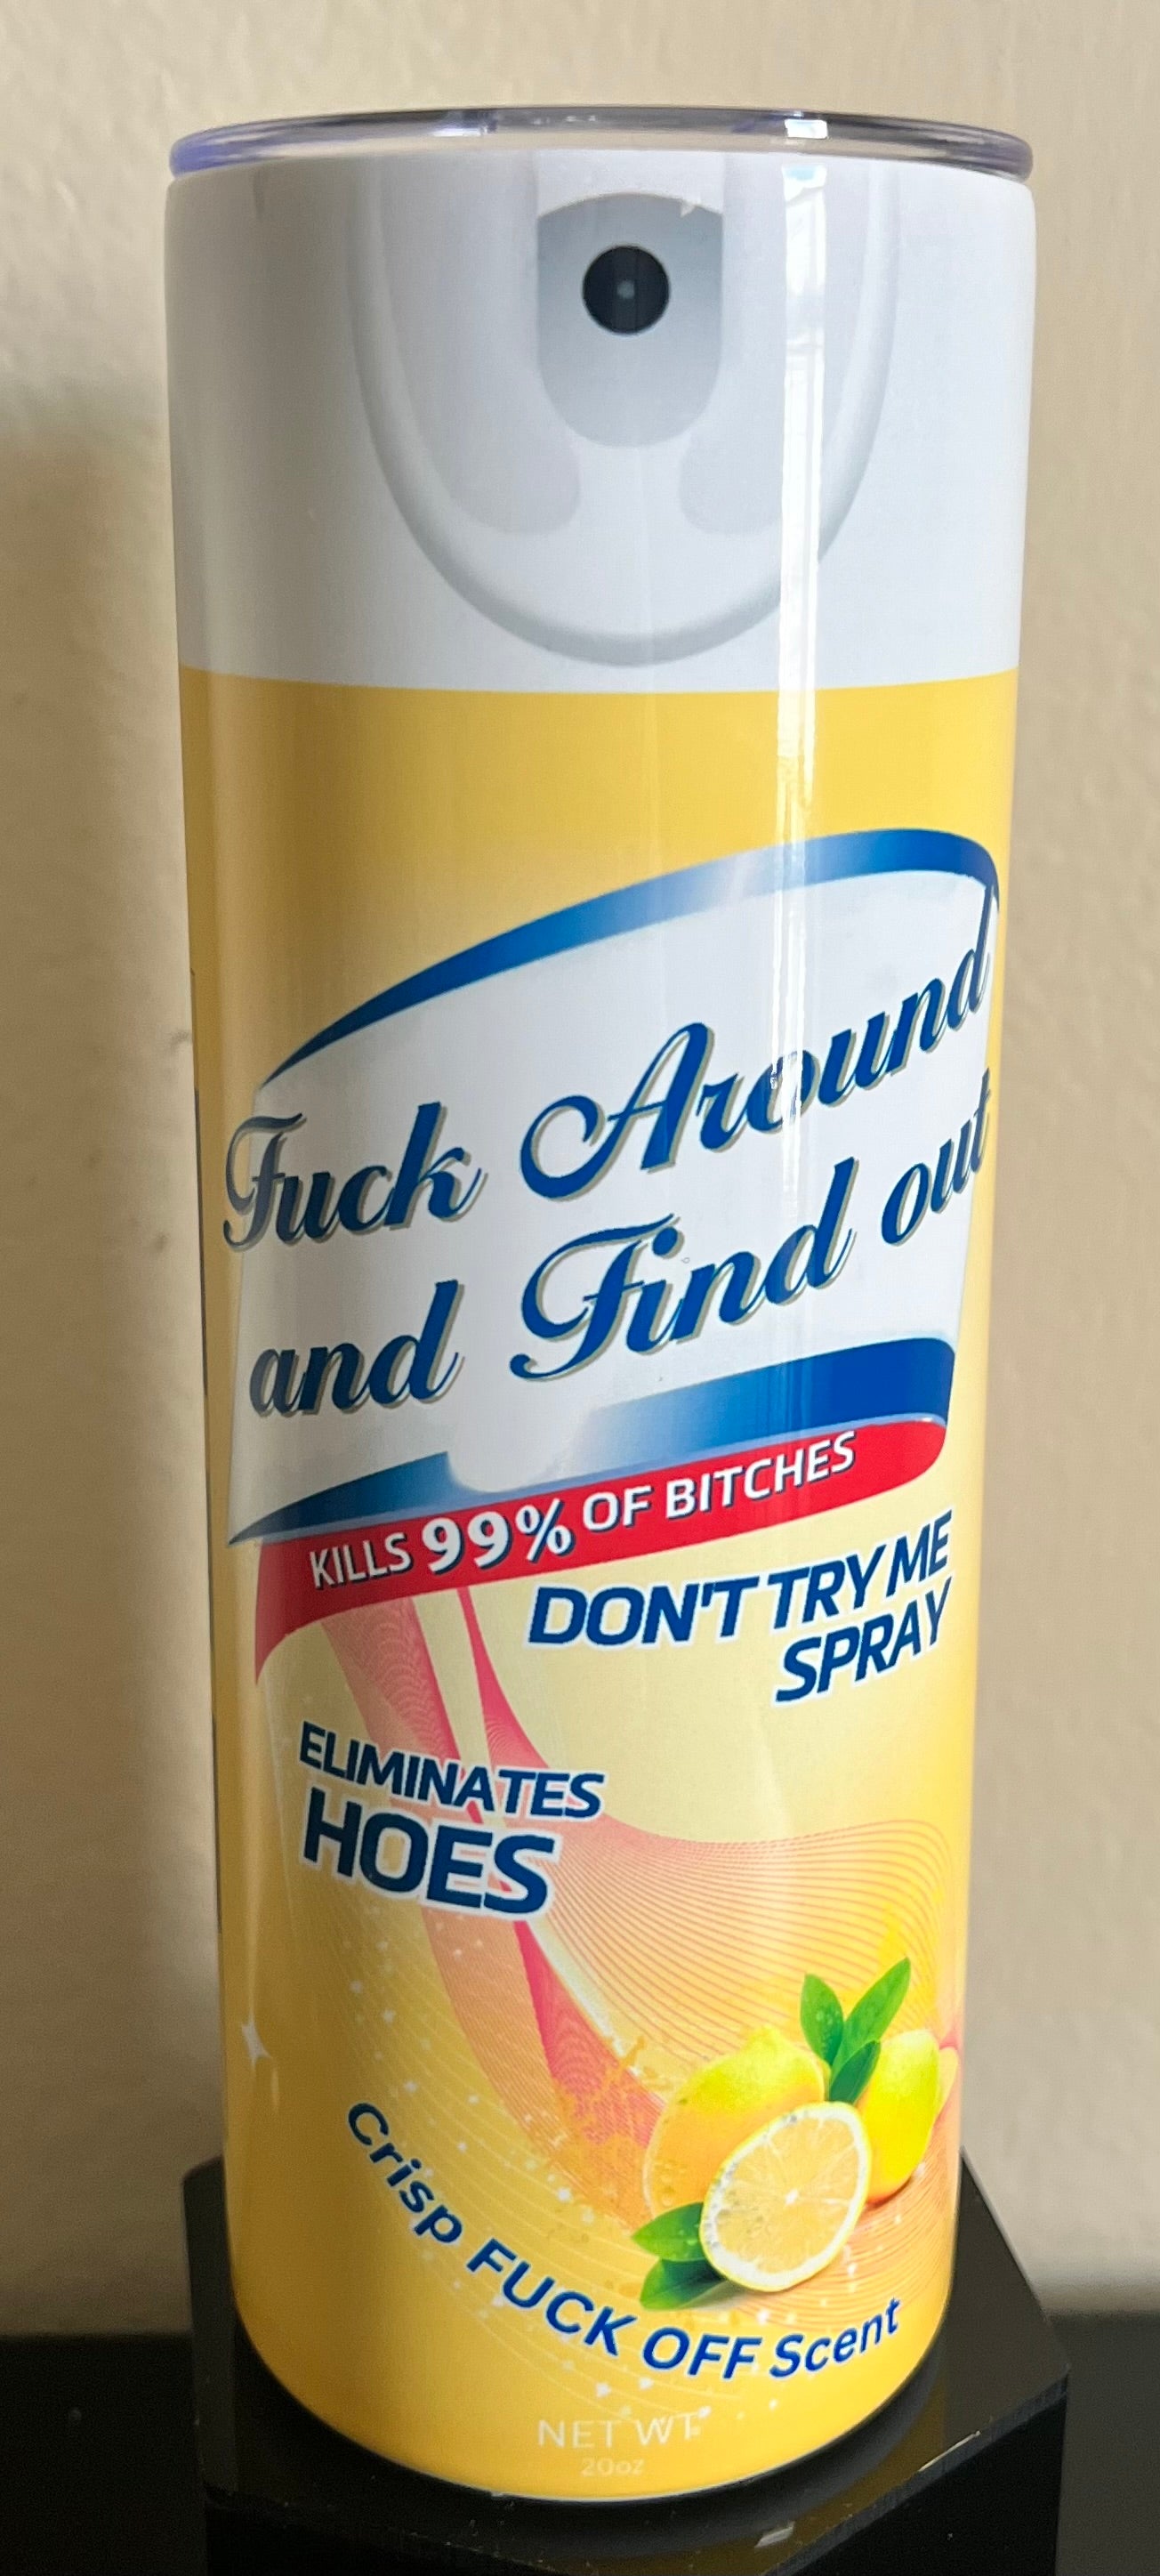 Fuck Around
and Find out
KILLS 99% OF BITCHES
DON'T TRY ME
SPRAY
ELIMINATES
HOES
Crisp FUCK OFF Scent
NET WT
20oz